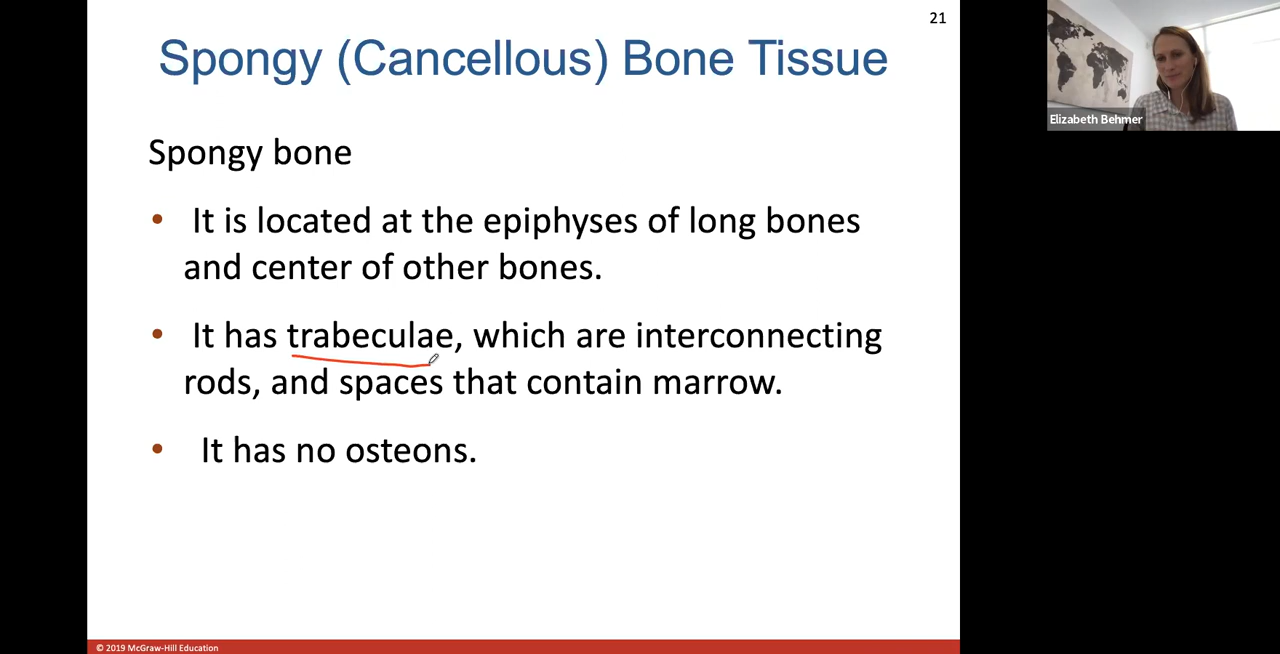 21
Spongy (Cancellous) Bone Tissue
Elizabeth Behmer
Spongy bone
• It is located at the epiphyses of long bones
and center of other bones.
• It has trabeculae, which are interconnecting
rods, and spaces that contain marrow.
• It has no osteons.
© 2019 McGraw-Hill Education